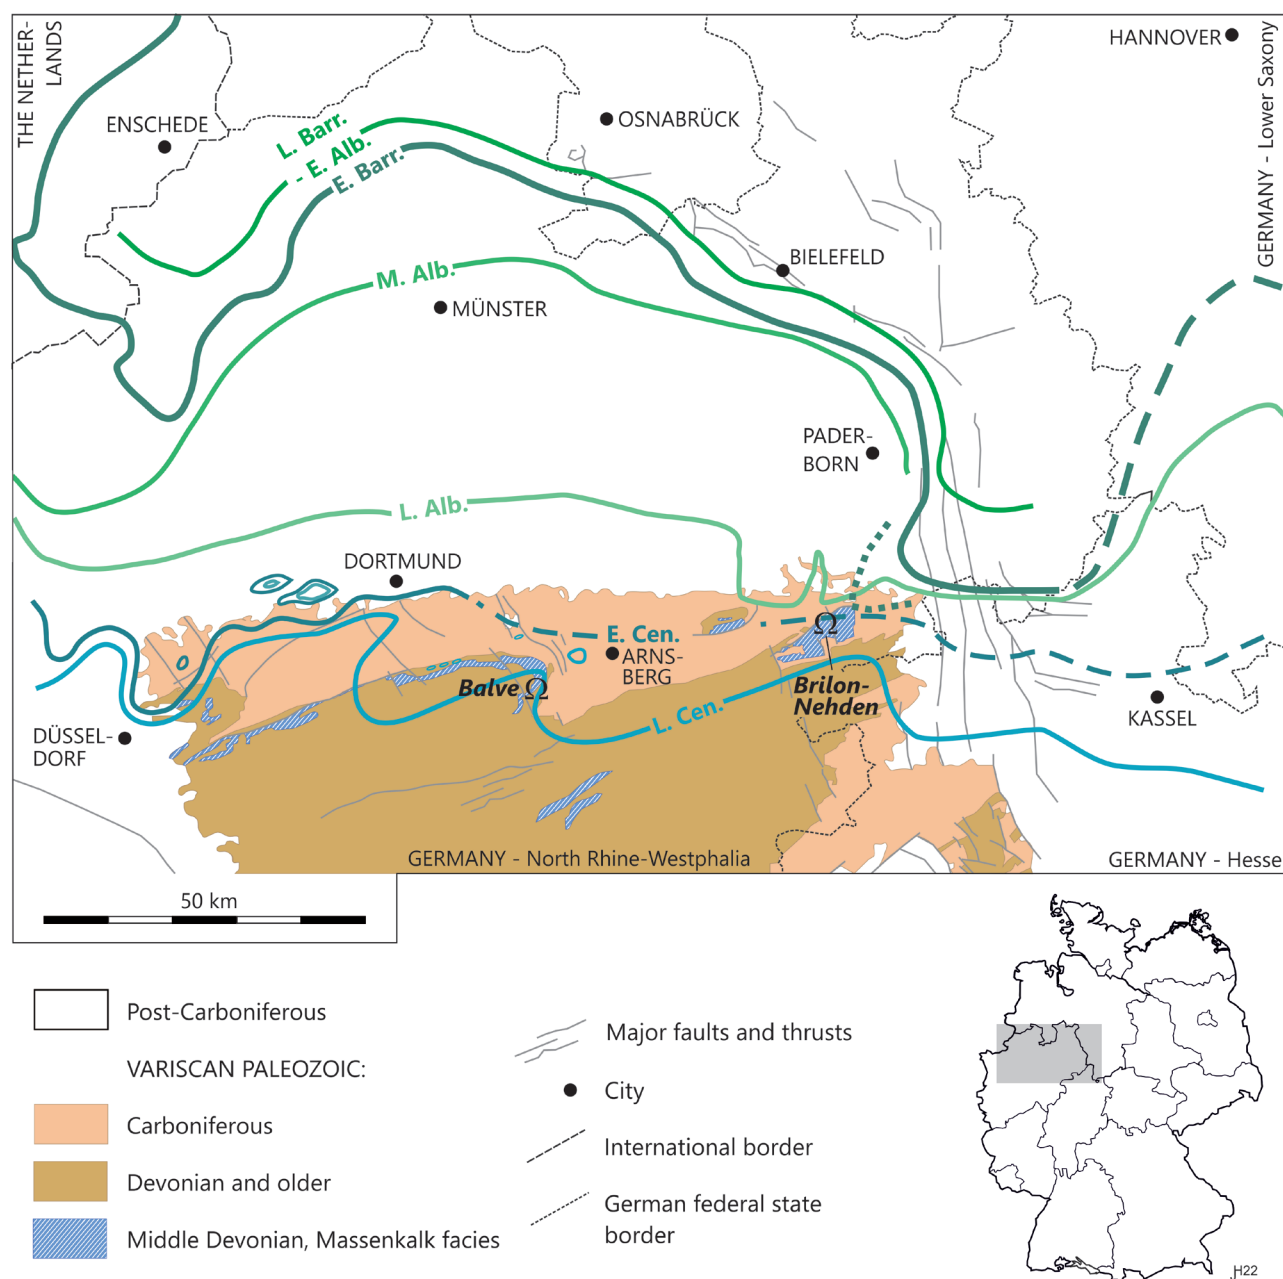 THE NETHER-
LANDS
HANNOVER
GERMANY - Lower Saxony
ENSCHEDE
L. Barr.
- E. Alb.
E. Barr.
OSNABRÜCK
BIELEFELD
M. Alb.
MÜNSTER
PADER-
BORN
L. Alb.
DORTMUND
E. Cen.
ARNS-
BERG
Balve Ω
Ω
Brilon-
Nehden
L. Cen.
KASSEL
DÜSSEL-
DORF
GERMANY - North Rhine-Westphalia
GERMANY - Hesse
50 km
Post-Carboniferous
VARISCAN PALEOZOIC:
Carboniferous
Devonian and older
Middle Devonian, Massenkalk facies
Major faults and thrusts
City
International border
German federal state
border
H22